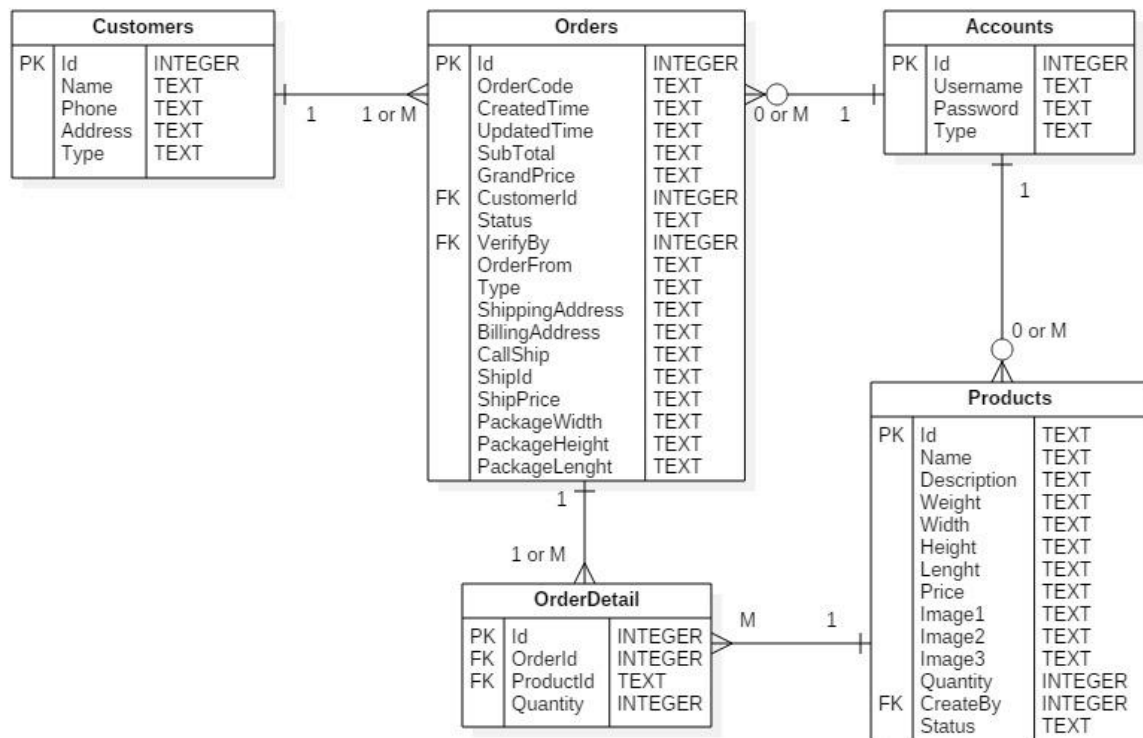 Customers
PK Id INTEGER
Name TEXT
Phone TEXT
Address TEXT
Type TEXT
1
1 or M
Orders
PK Id INTEGER
OrderCode TEXT
CreatedTime TEXT
UpdatedTime TEXT
SubTotal TEXT
GrandPrice TEXT
FK CustomerId INTEGER
Status TEXT
FK VerifyBy INTEGER
OrderFrom TEXT
Type TEXT
ShippingAddress TEXT
BillingAddress TEXT
CallShip TEXT
ShipId TEXT
ShipPrice TEXT
PackageWidth TEXT
PackageHeight TEXT
PackageLenght TEXT
0 or M
1
Accounts
PK Id INTEGER
Username TEXT
Password TEXT
Type TEXT
1
0 or M
Products
PK Id TEXT
Name TEXT
Description TEXT
Weight TEXT
Width TEXT
Height TEXT
Lenght TEXT
Price TEXT
Image1 TEXT
Image2 TEXT
Image3 TEXT
Quantity INTEGER
FK CreateBy INTEGER
Status TEXT
1
1 or M
OrderDetail
PK Id INTEGER
FK OrderId INTEGER
FK ProductId TEXT
Quantity INTEGER
M
1